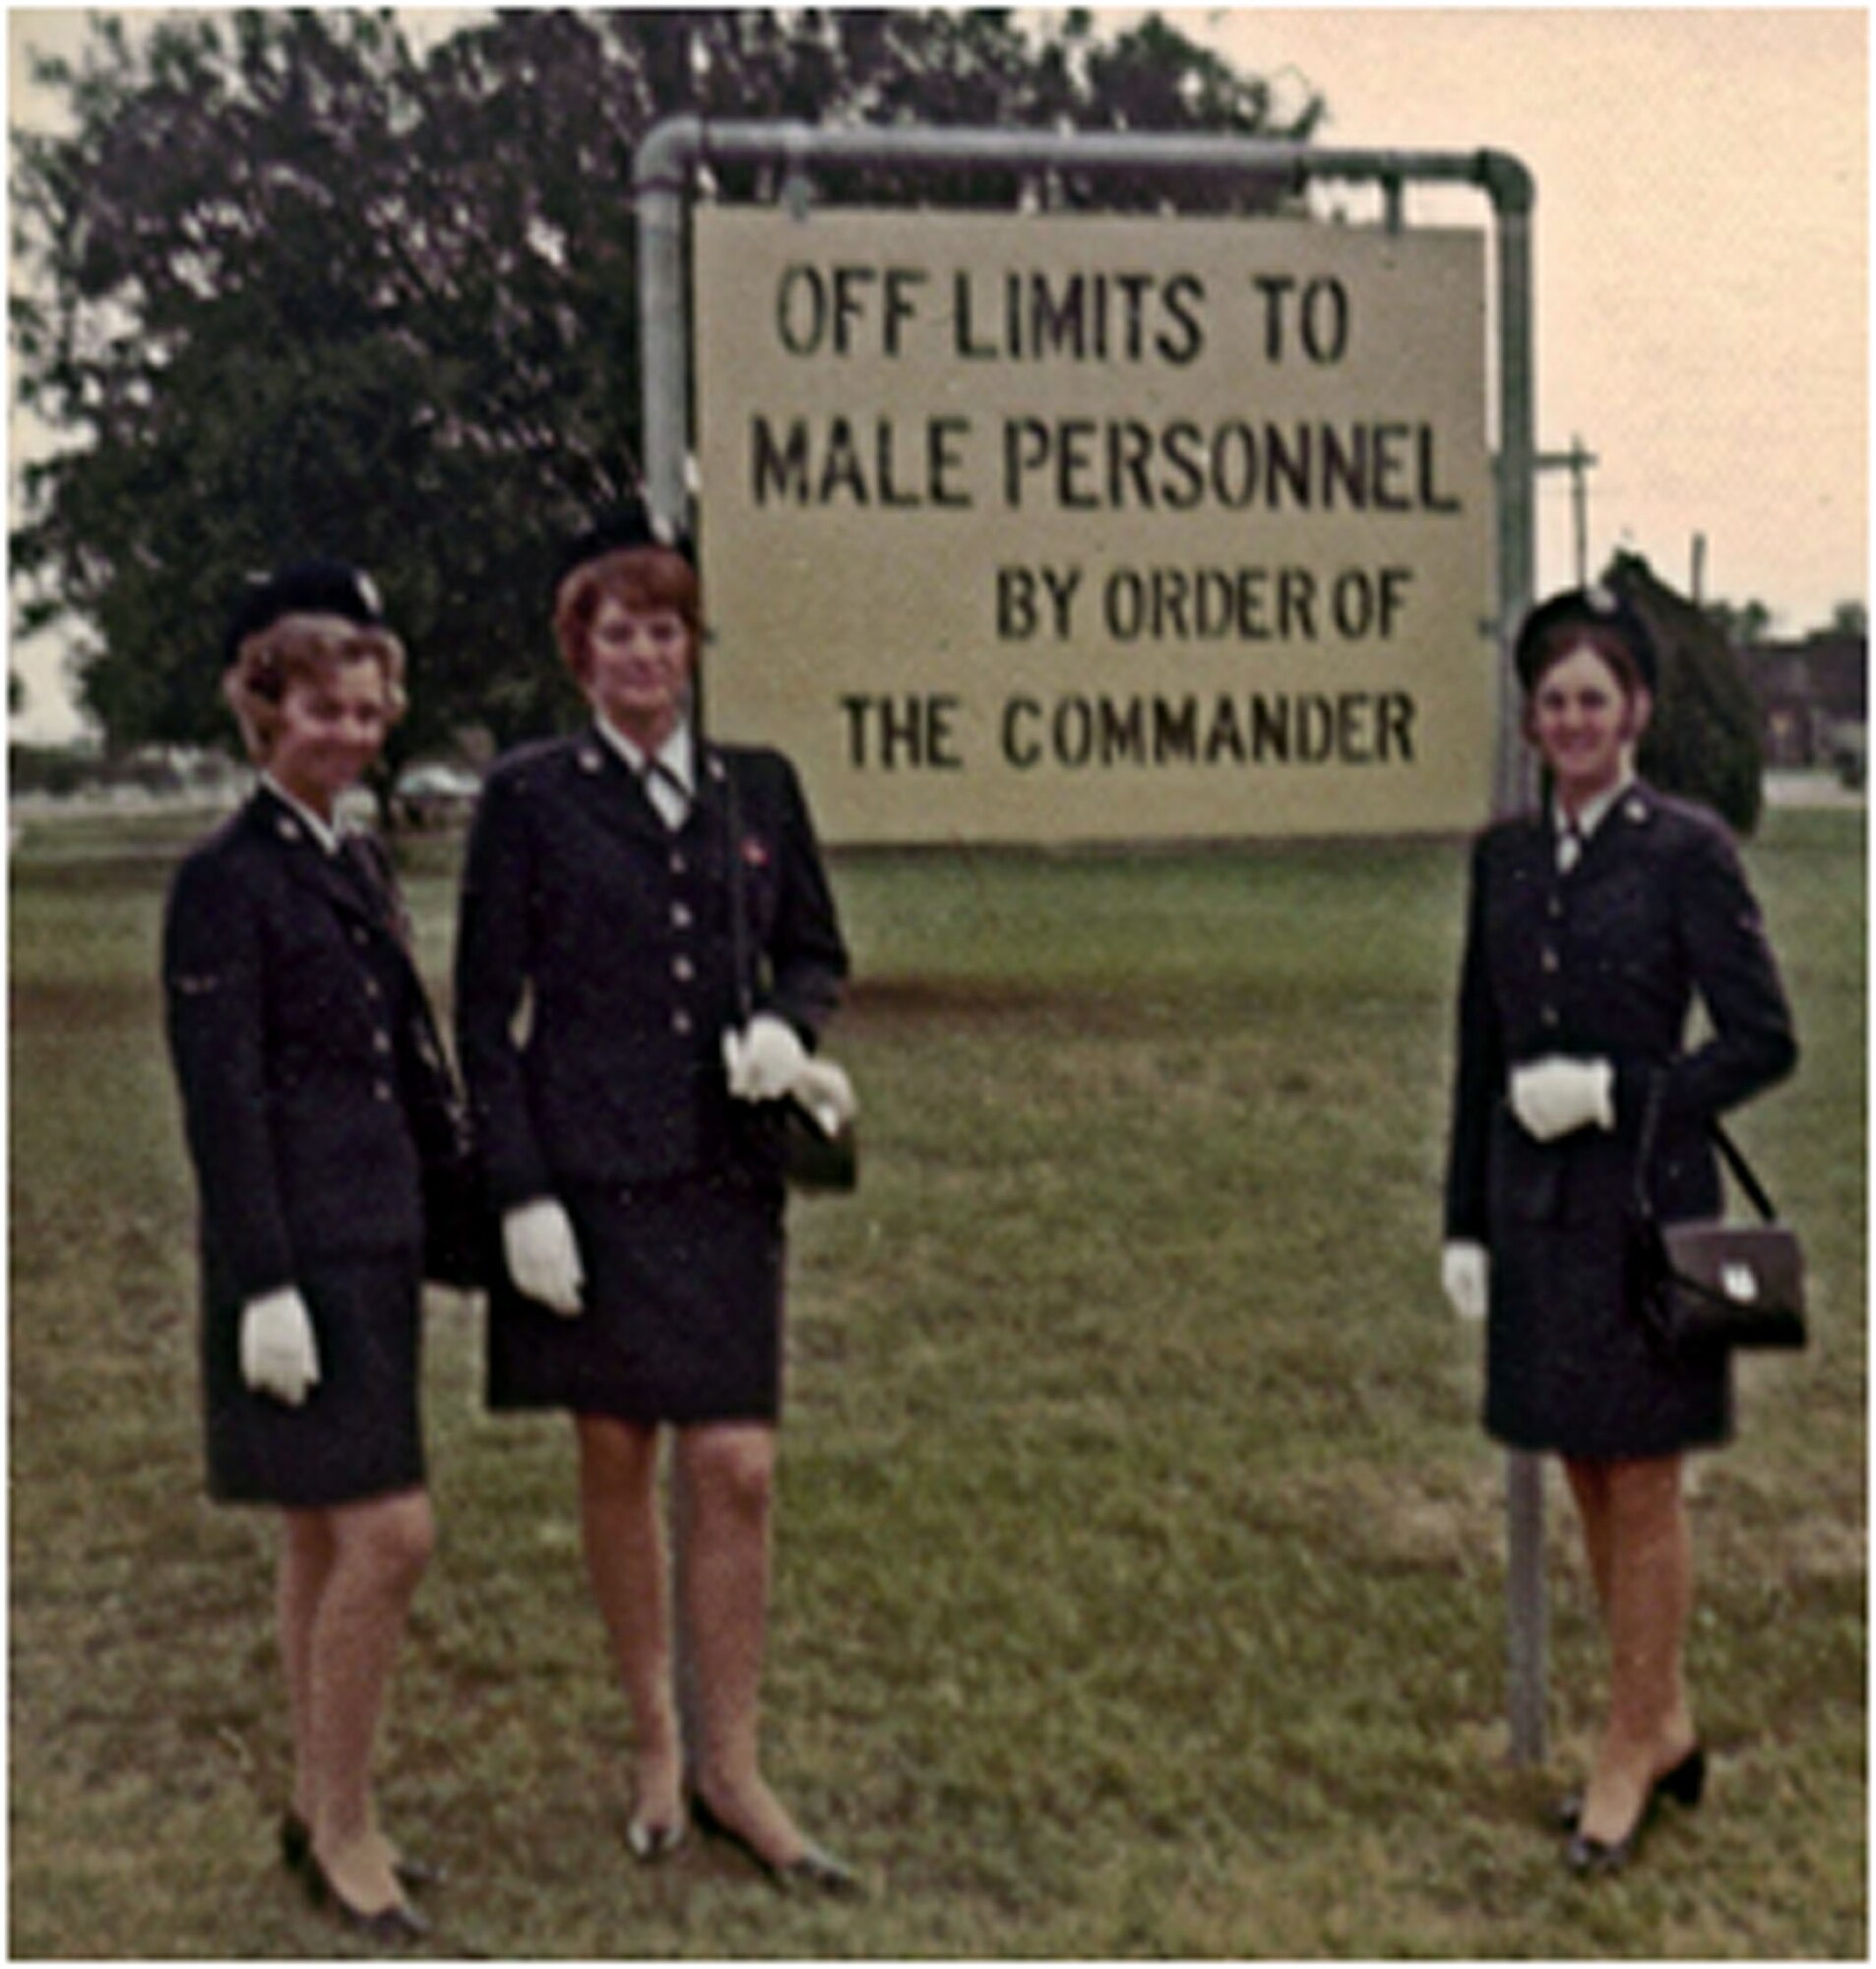 OFF LIMITS TO
MALE PERSONNEL
BY ORDER OF
THE COMMANDER